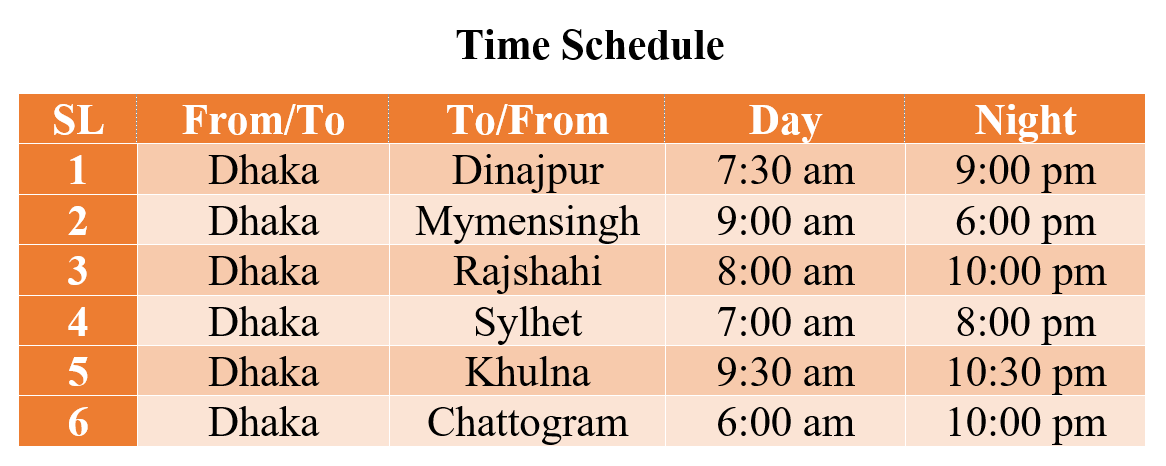 Time Schedule
SL From/To To/From Day Night
1 Dhaka Dinajpur 7:30 am 9:00 pm
2 Dhaka Mymensingh 9:00 am 6:00 pm
3 Dhaka Rajshahi 8:00 am 10:00 pm
4 Dhaka Sylhet 7:00 am 8:00 pm
5 Dhaka Khulna 9:30 am 10:30 pm
6 Dhaka Chattogram 6:00 am 10:00 pm